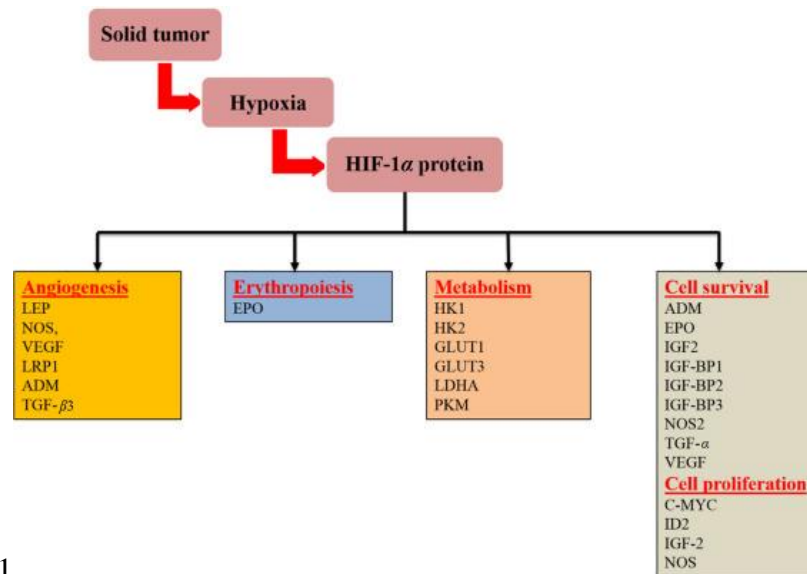 Solid tumor
Hypoxia
HIF-1α protein
Angiogenesis
LEP
NOS,
VEGF
LRP1
ADM
TGF-β3
Erythropoiesis
EPO
Metabolism
HK1
HK2
GLUT1
GLUT3
LDHA
PKM
Cell survival
ADM
EPO
IGF2
IGF-BP1
IGF-BP2
IGF-BP3
NOS2
TGF-α
VEGF
Cell proliferation
C-MYC
ID2
IGF-2
NOS
1